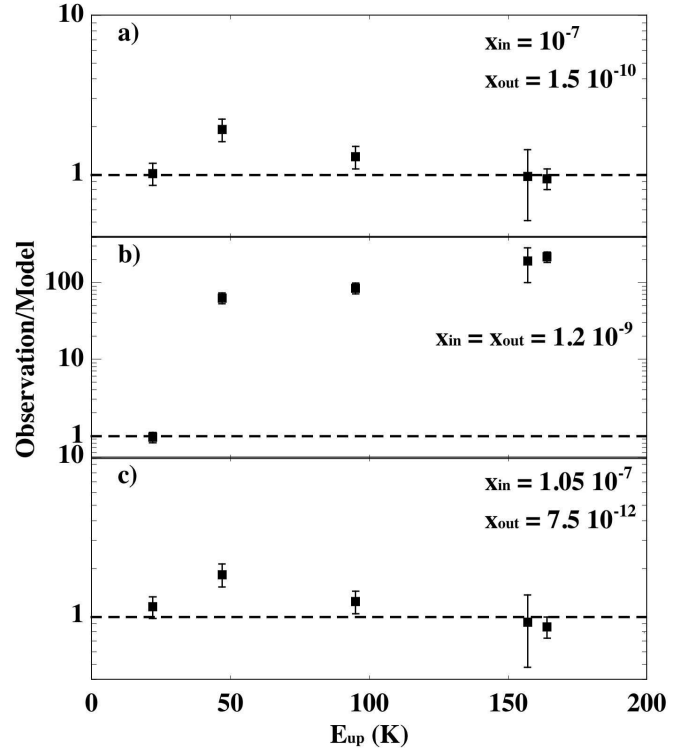 10
a)
xin = 10-7
xout = 1.5 10-10
1
b)
100
xin = xout = 1.2 10-9
10
1
10
c)
xin = 1.05 10-7
xout = 7.5 10-12
1
0 50 100 150 200
Eup (K)
Observation/Model